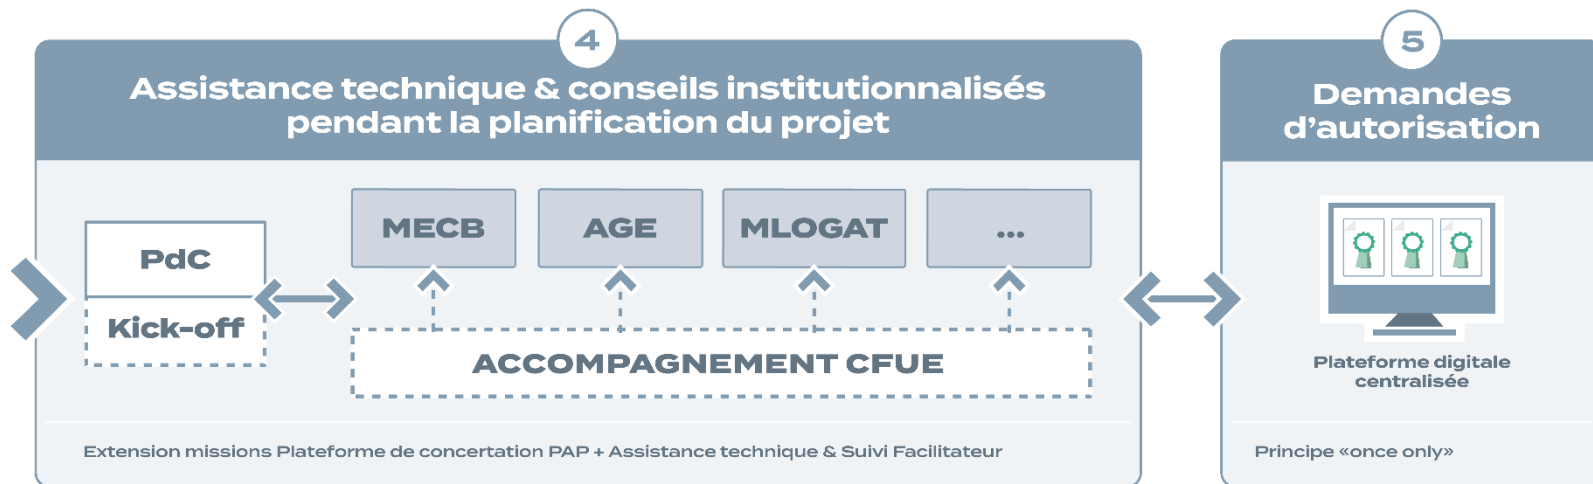 4
Assistance technique & conseils institutionnalisés
pendant la planification du projet
PdC
Kick-off
MECB
AGE
MLOGAT
...
ACCOMPAGNEMENT CFUE
Extension missions Plateforme de concertation PAP + Assistance technique & Suivi Facilitateur
5
Demandes
d'autorisation
Plateforme digitale
centralisée
Principe «once only»